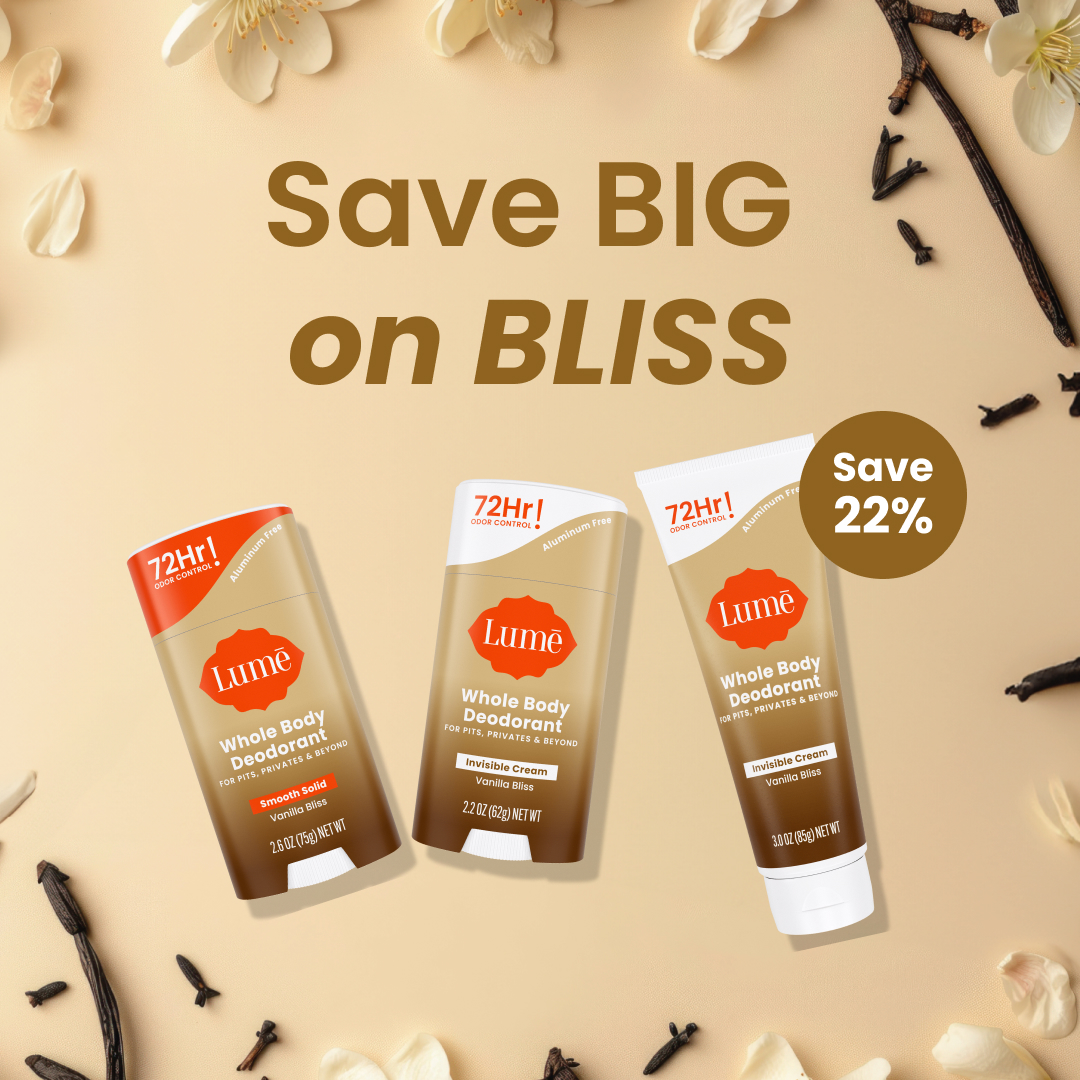 Save BIG
on BLISS
Save
22%
72Hr!
ODOR CONTROL
Aluminum Free
Lumē
Whole Body
Deodorant
FOR PITS, PRIVATES & BEYOND
Smooth Solid
Vanilla Bliss
2.6 OZ (75g) NET WT
72Hr!
ODOR CONTROL
Aluminum Free
Lumē
Whole Body
Deodorant
FOR PITS, PRIVATES & BEYOND
Invisible Cream
Vanilla Bliss
2.2 OZ (62g) NET WT
72Hr!
ODOR CONTROL
Aluminum Fre
Lumē
Whole Body
Deodorant
FOR PITS, PRIVATES & BEYOND
Invisible Cream
Vanilla Bliss
3.0 OZ (85g) NET WT